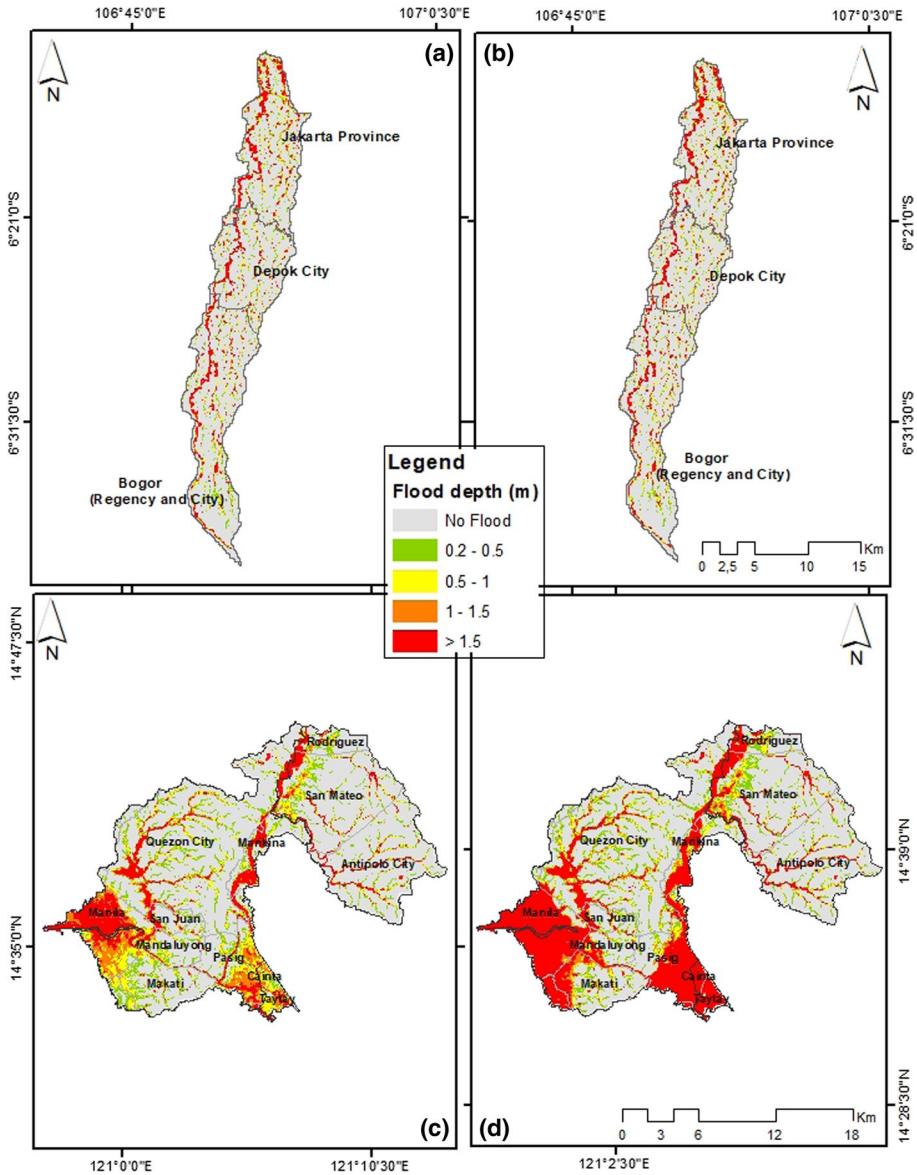 106°45'0"E
107°0'30"E
106°45'0"E
107°0'30"E
(a)
(b)
N
N
Jakarta Province
Jakarta Province
6°21'0"S
6°21'0"S
Depok City
Depok City
6°31'30"S
6°31'30"S
Bogor
(Regency and City)
Bogor
(Regency and City)
Legend
Flood depth (m)
No Flood
0.2 - 0.5
0.5 - 1
1 - 1.5
> 1.5
Km
0 2,5 5 10 15
14°47'30"N
N
N
Rodriguez
San Mateo
Quezon City
Marikina
Antipolo City
Manila
San Juan
Mandaluyong
Pasig
Cainta
Makati
Taytay
14°35'0"N
Rodriguez
San Mateo
Quezon City
Marikina
Antipolo City
Manila
San Juan
Mandaluyong
Pasig
Cainta
Makati
Taytay
14°39'0"N
14°28'30"N
(c)
(d)
Km
0 3 6 12 18
121°0'0"E
121°10'30"E
121°2'30"E